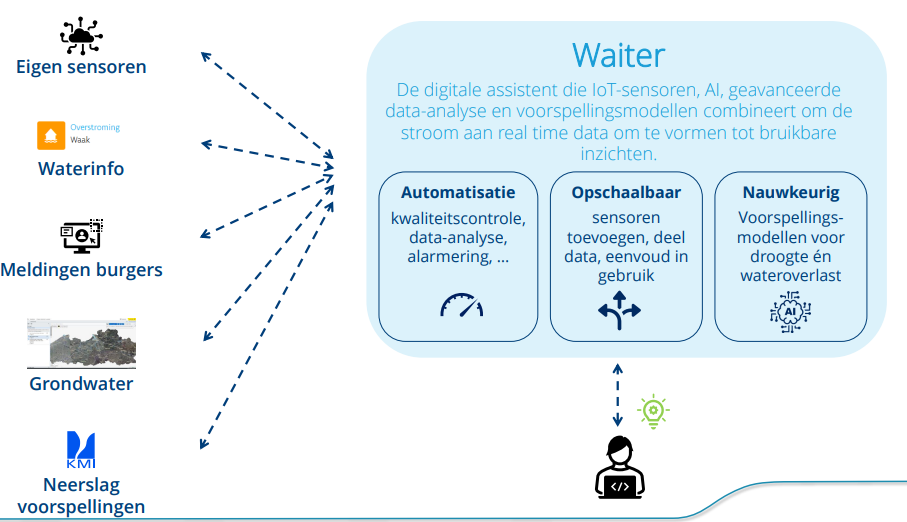 Eigen sensoren
Overstroming
Waak
Waterinfo
Meldingen burgers
Grondwater
KMI
Neerslag
voorspellingen
Waiter
De digitale assistent die IoT-sensoren, AI, geavanceerde
data-analyse en voorspellingsmodellen combineert om de
stroom aan real time data om te vormen tot bruikbare
inzichten.
Automatisatie
kwaliteitscontrole,
data-analyse,
alarmering, ...
Opschaalbaar
sensoren
toevoegen, deel
data, eenvoud in
gebruik
Nauwkeurig
Voorspellings-
modellen voor
droogte én
wateroverlast
AI
</>